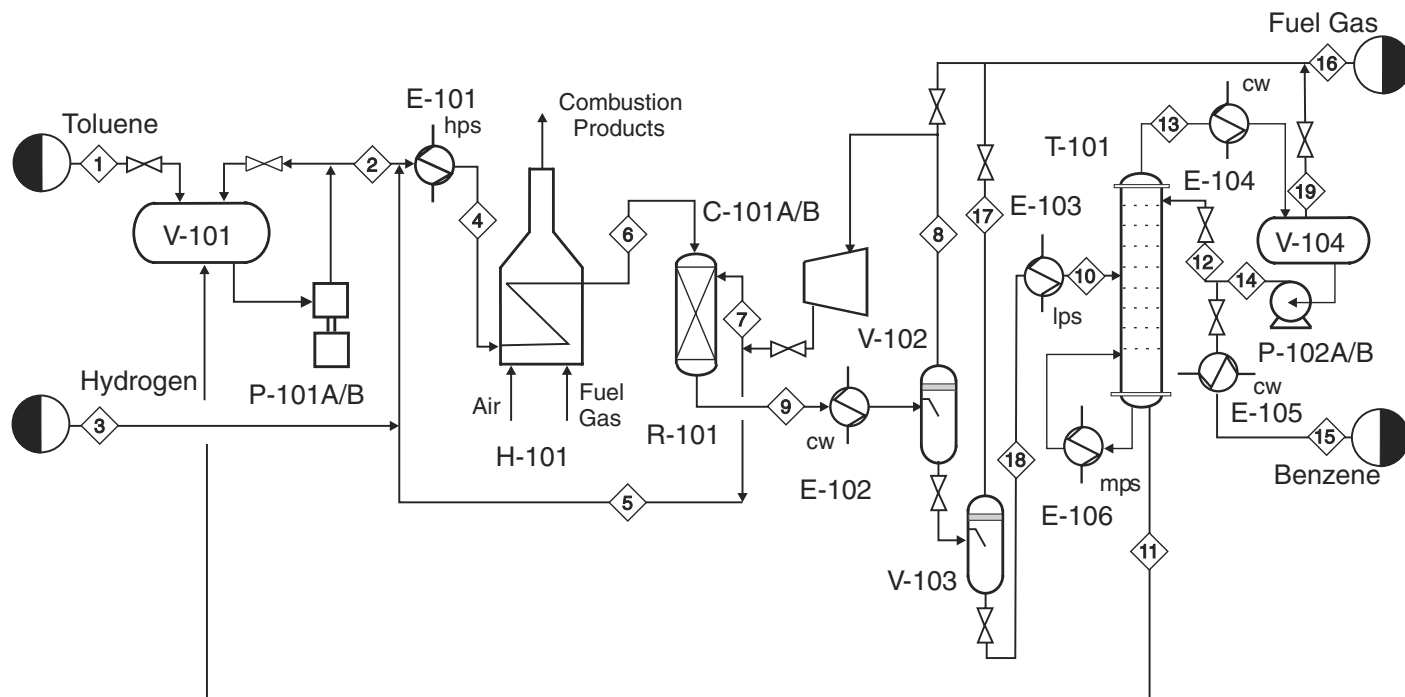 Fuel Gas
16
E-101
hps
Combustion
Products
cw
13
Toluene
1
2
T-101
E-104
V-101
4
6
C-101A/B
8
17
E-103
19
V-104
10
12
14
lps
7
V-102
P-102A/B
Hydrogen
P-101A/B
Air
Fuel
Gas
3
9
R-101
cw
E-105
15
H-101
cw
E-102
18
mps
Benzene
E-106
5
V-103
11